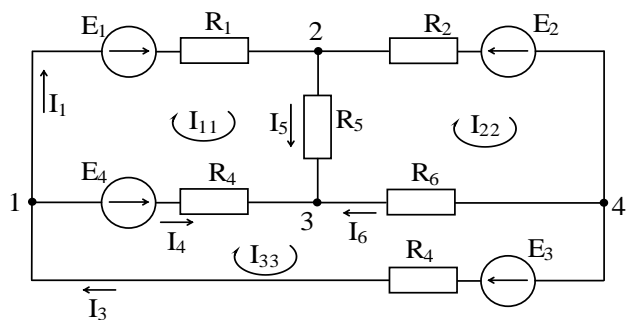 E1 R1 2 R2 E2
I1 I11 I5 R5 I22
1 E4 R4 3 R6 4
I4 I6
I33 R4 E3
I3